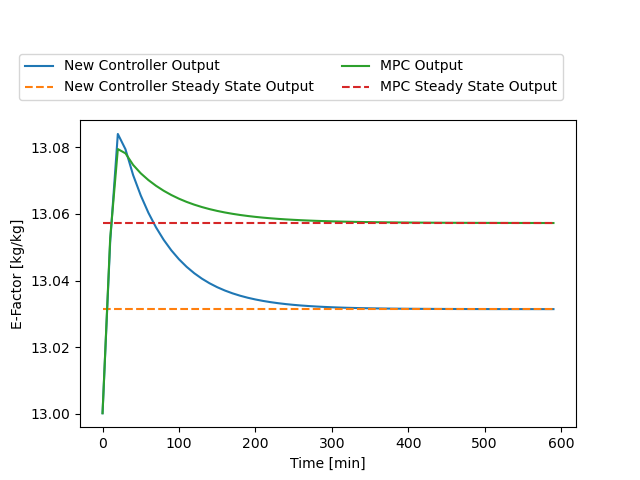 New Controller Output
New Controller Steady State Output
MPC Output
MPC Steady State Output
13.08
13.06
13.04
13.02
13.00
E-Factor [kg/kg]
0 100 200 300 400 500 600
Time [min]